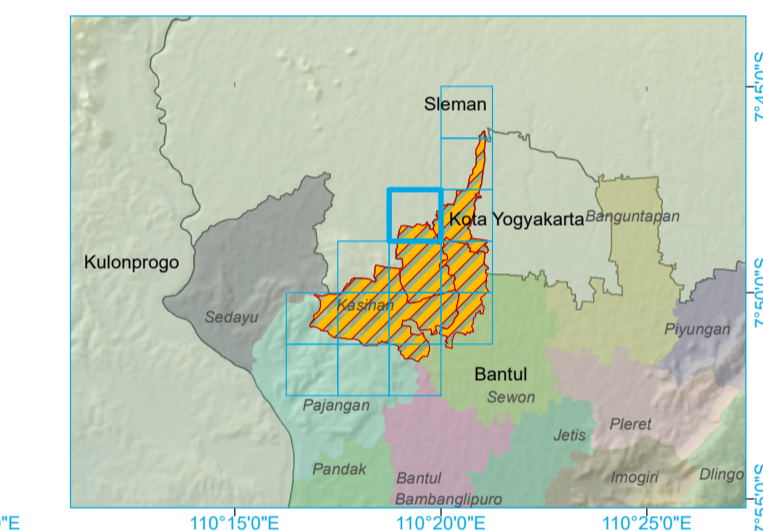 Sleman
7°45'0"S
Kota Yogyakarta
Banguntapan
Kulonprogo
7°50'0"S
Kasihan
Sedayu
Piyungan
Bantul
Sewon
Pajangan
Pleret
Jetis
Pandak
Bantul
Imogiri
Dlingo
Bambanglipuro
0"E
110°15'0"E
110°20'0"E
110°25'0"E